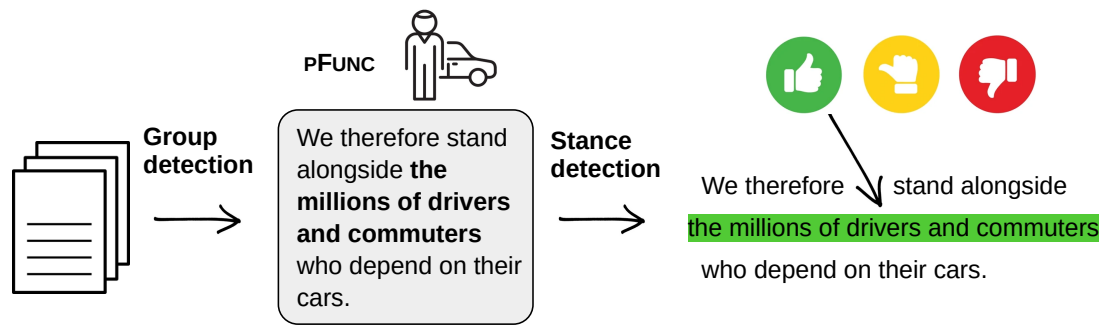 PFUNC
Group
detection
We therefore stand
alongside the
millions of drivers
and commuters
who depend on their
cars.
Stance
detection
We therefore stand alongside
the millions of drivers and commuters
who depend on their cars.